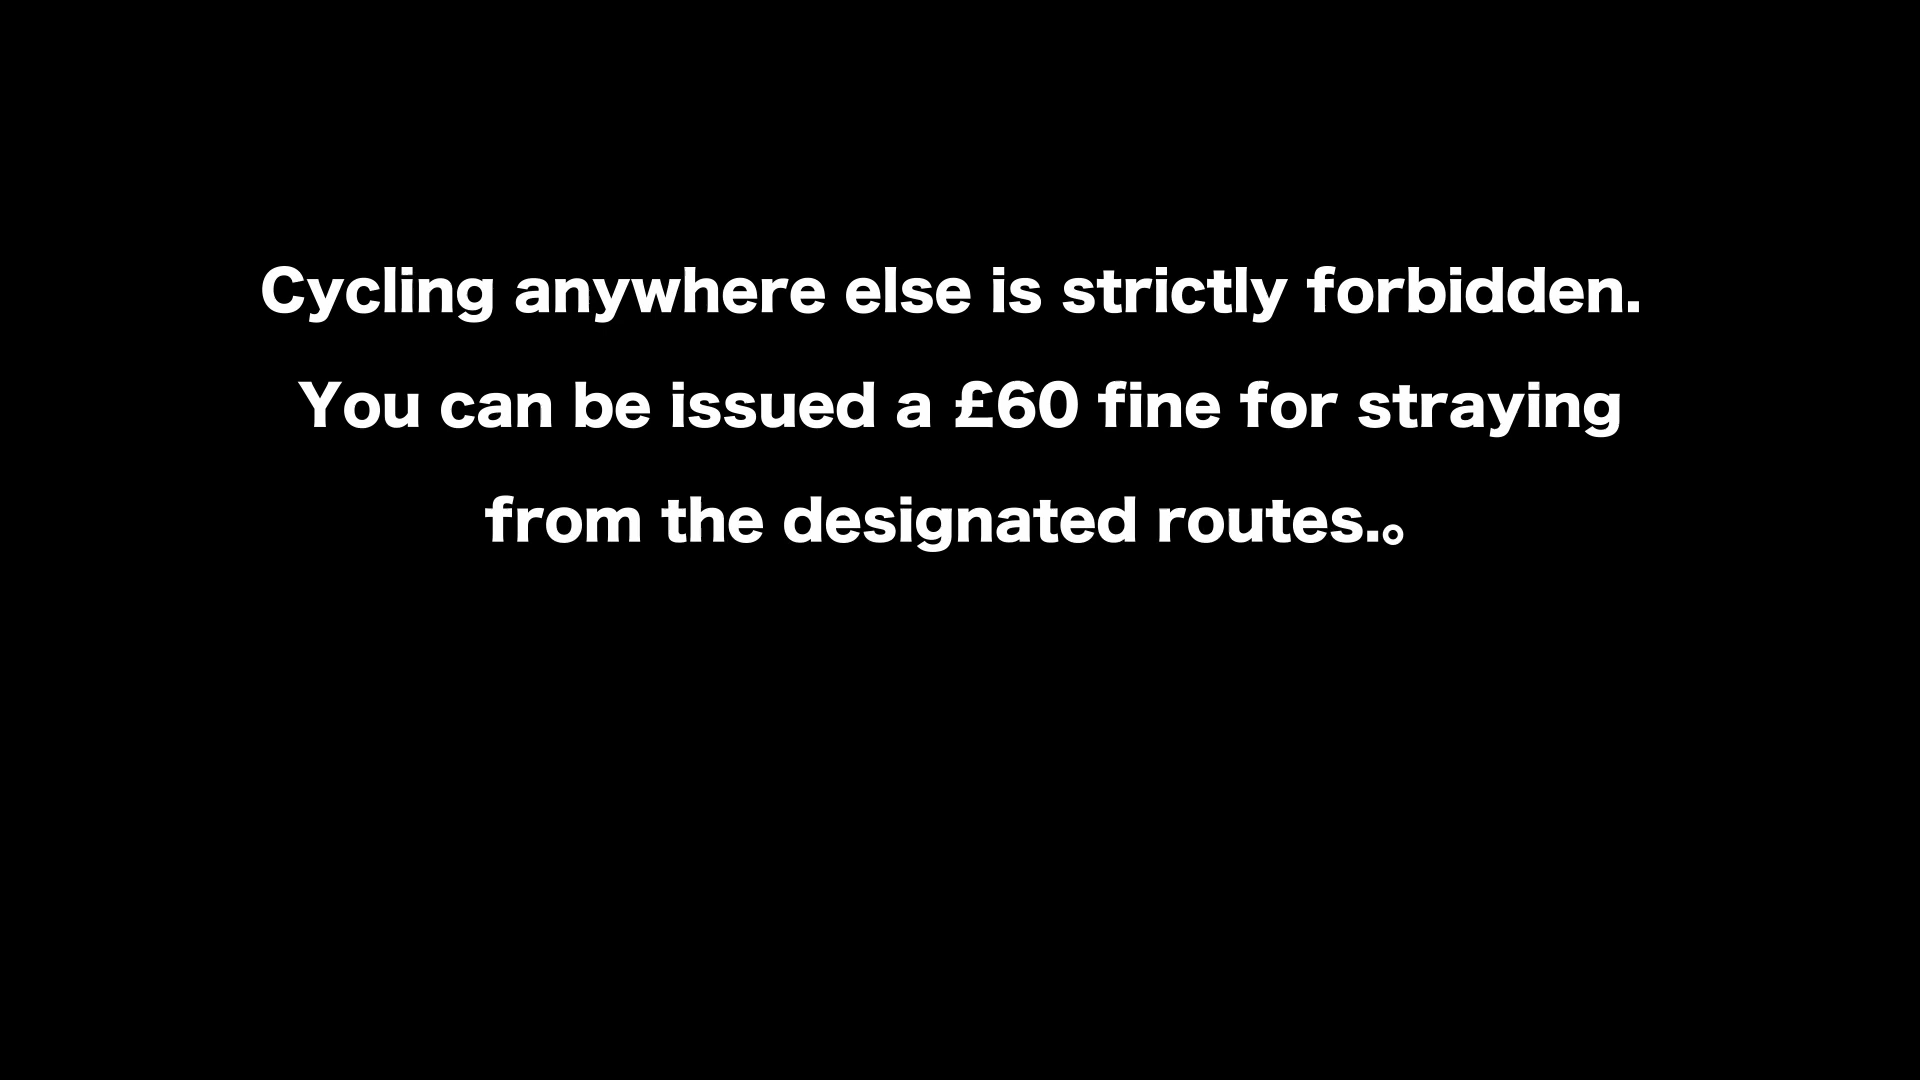 Cycling anywhere else is strictly forbidden.
You can be issued a £60 fine for straying
from the designated routes.。